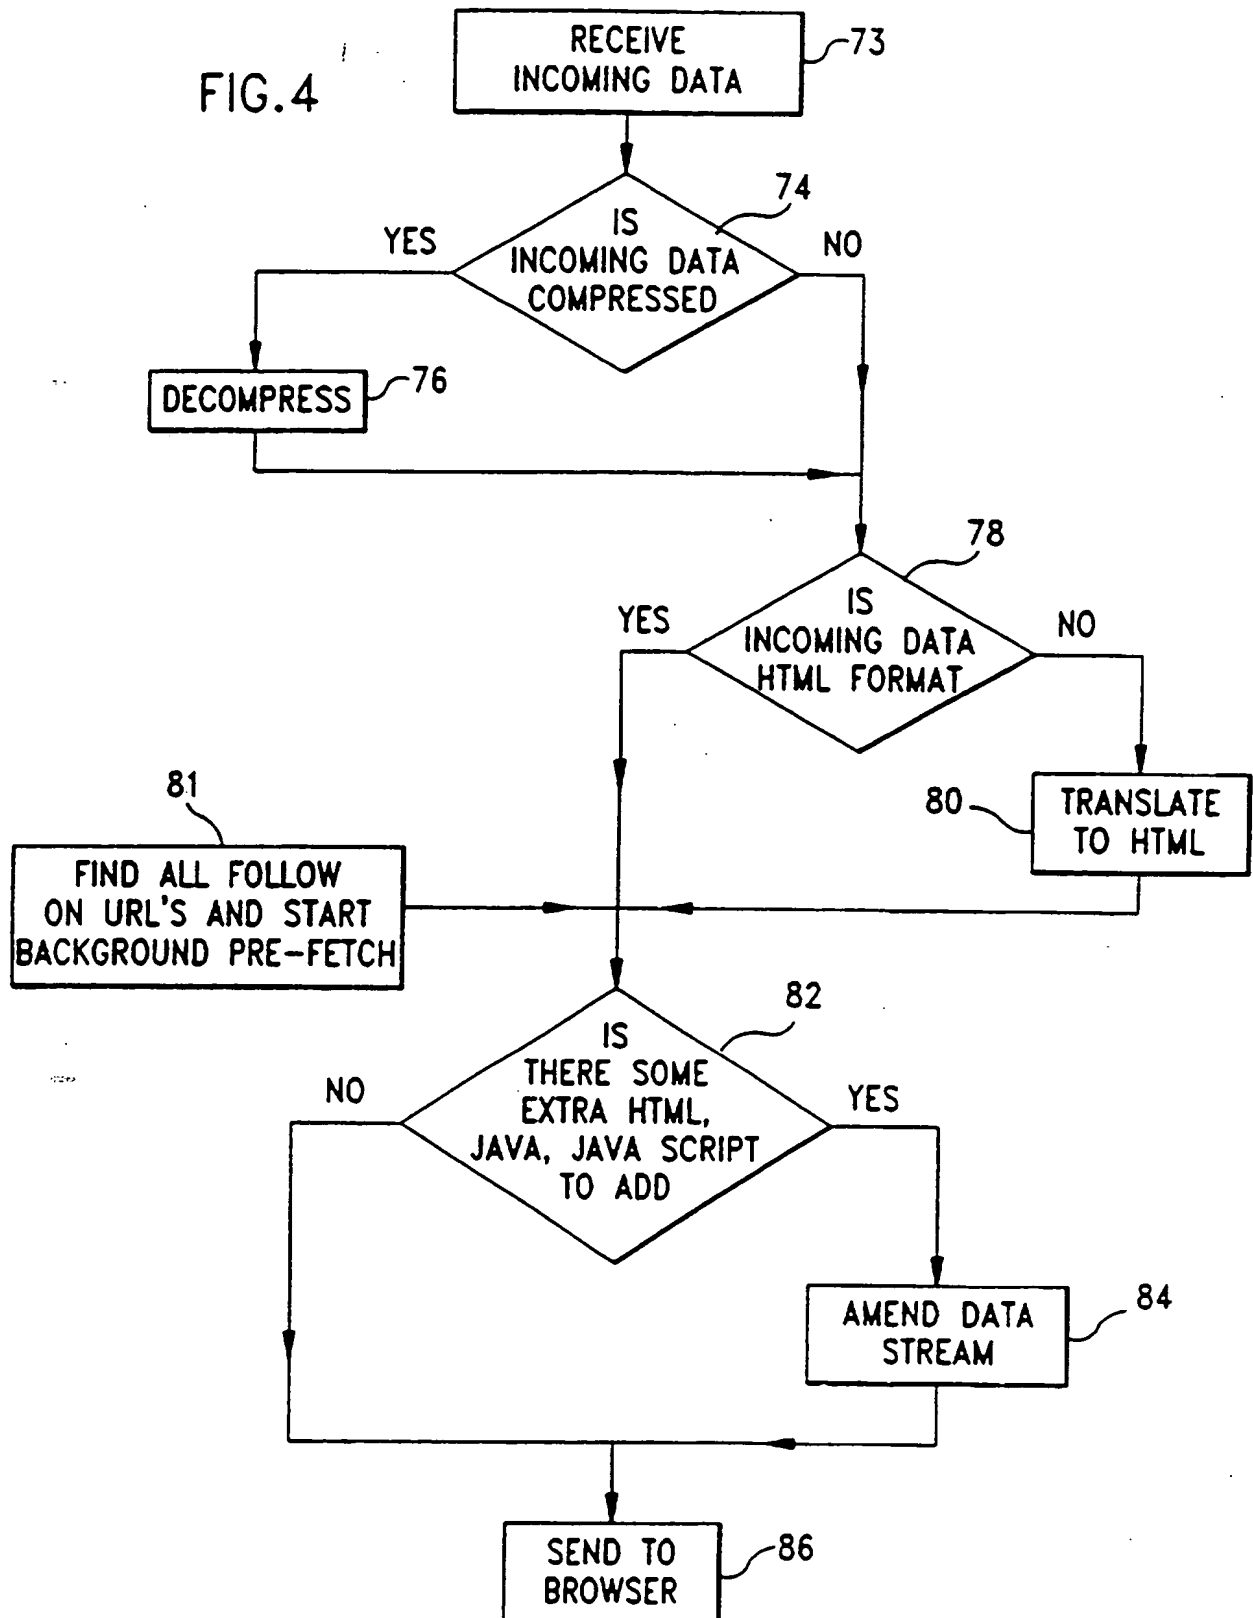 FIG.4
RECEIVE
INCOMING DATA
73
74
IS
INCOMING DATA
COMPRESSED
YES
NO
DECOMPRESS
76
78
IS
INCOMING DATA
HTML FORMAT
YES
NO
81
FIND ALL FOLLOW
ON URL'S AND START
BACKGROUND PRE-FETCH
80
TRANSLATE
TO HTML
82
IS
THERE SOME
EXTRA HTML,
JAVA, JAVA SCRIPT
TO ADD
NO
YES
AMEND DATA
STREAM
84
SEND TO
BROWSER
86